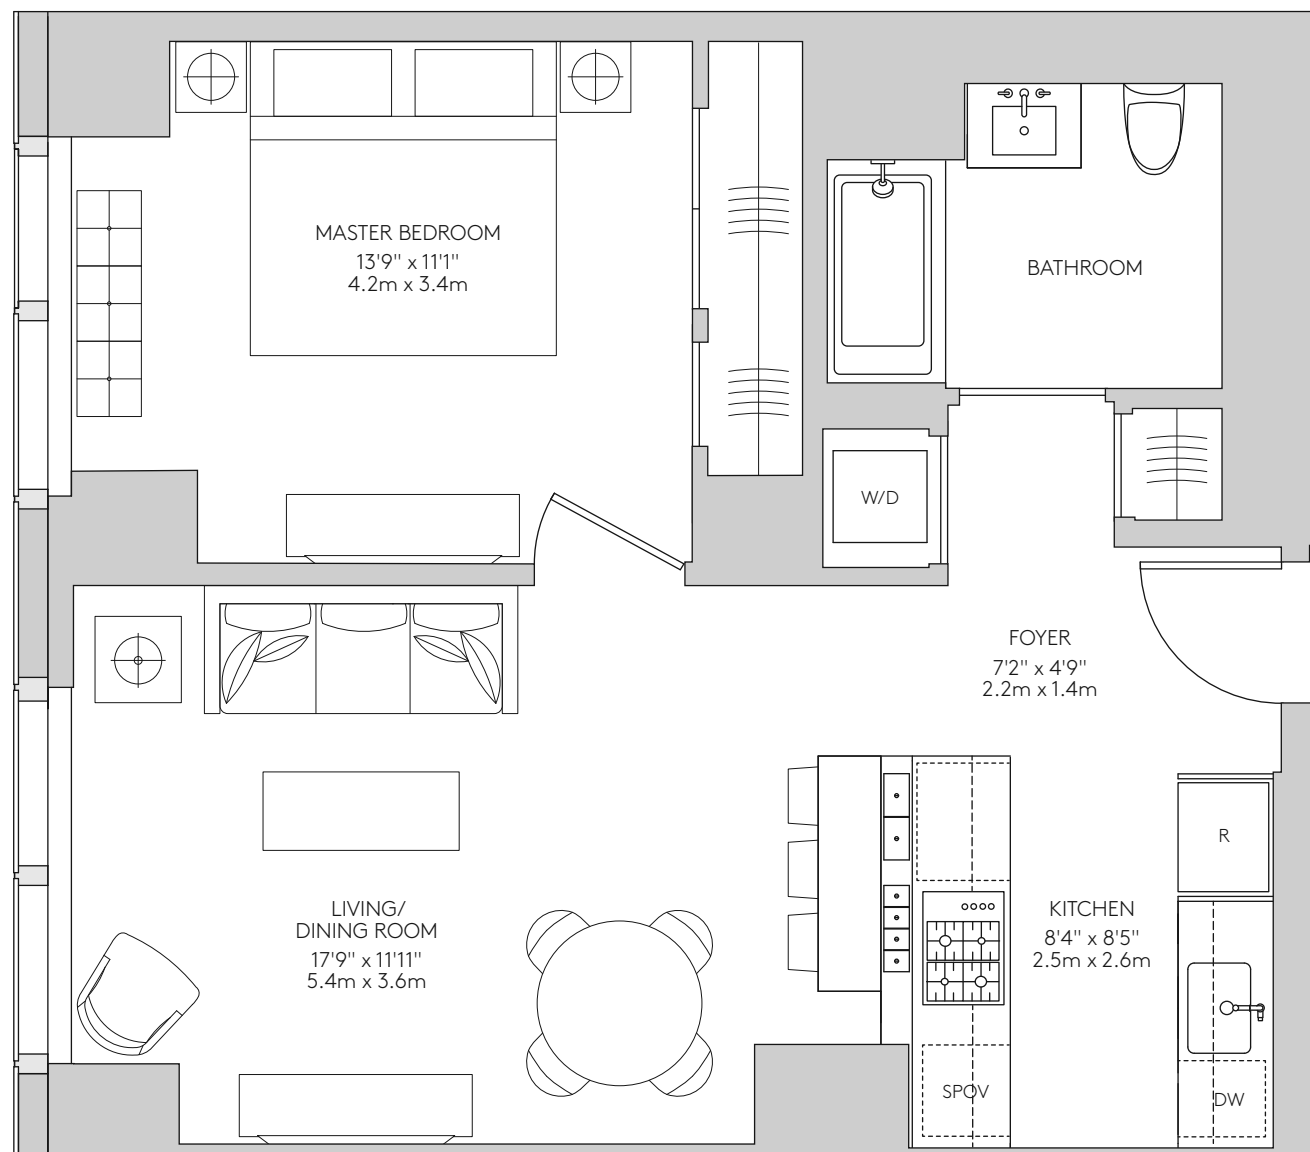 MASTER BEDROOM
13'9" x 11'1"
4.2m x 3.4m
BATHROOM
W/D
FOYER
7'2" x 4'9"
2.2m x 1.4m
R
LIVING/
DINING ROOM
17'9" x 11'11"
5.4m x 3.6m
KITCHEN
8'4" x 8'5"
2.5m x 2.6m
SPOV
DW